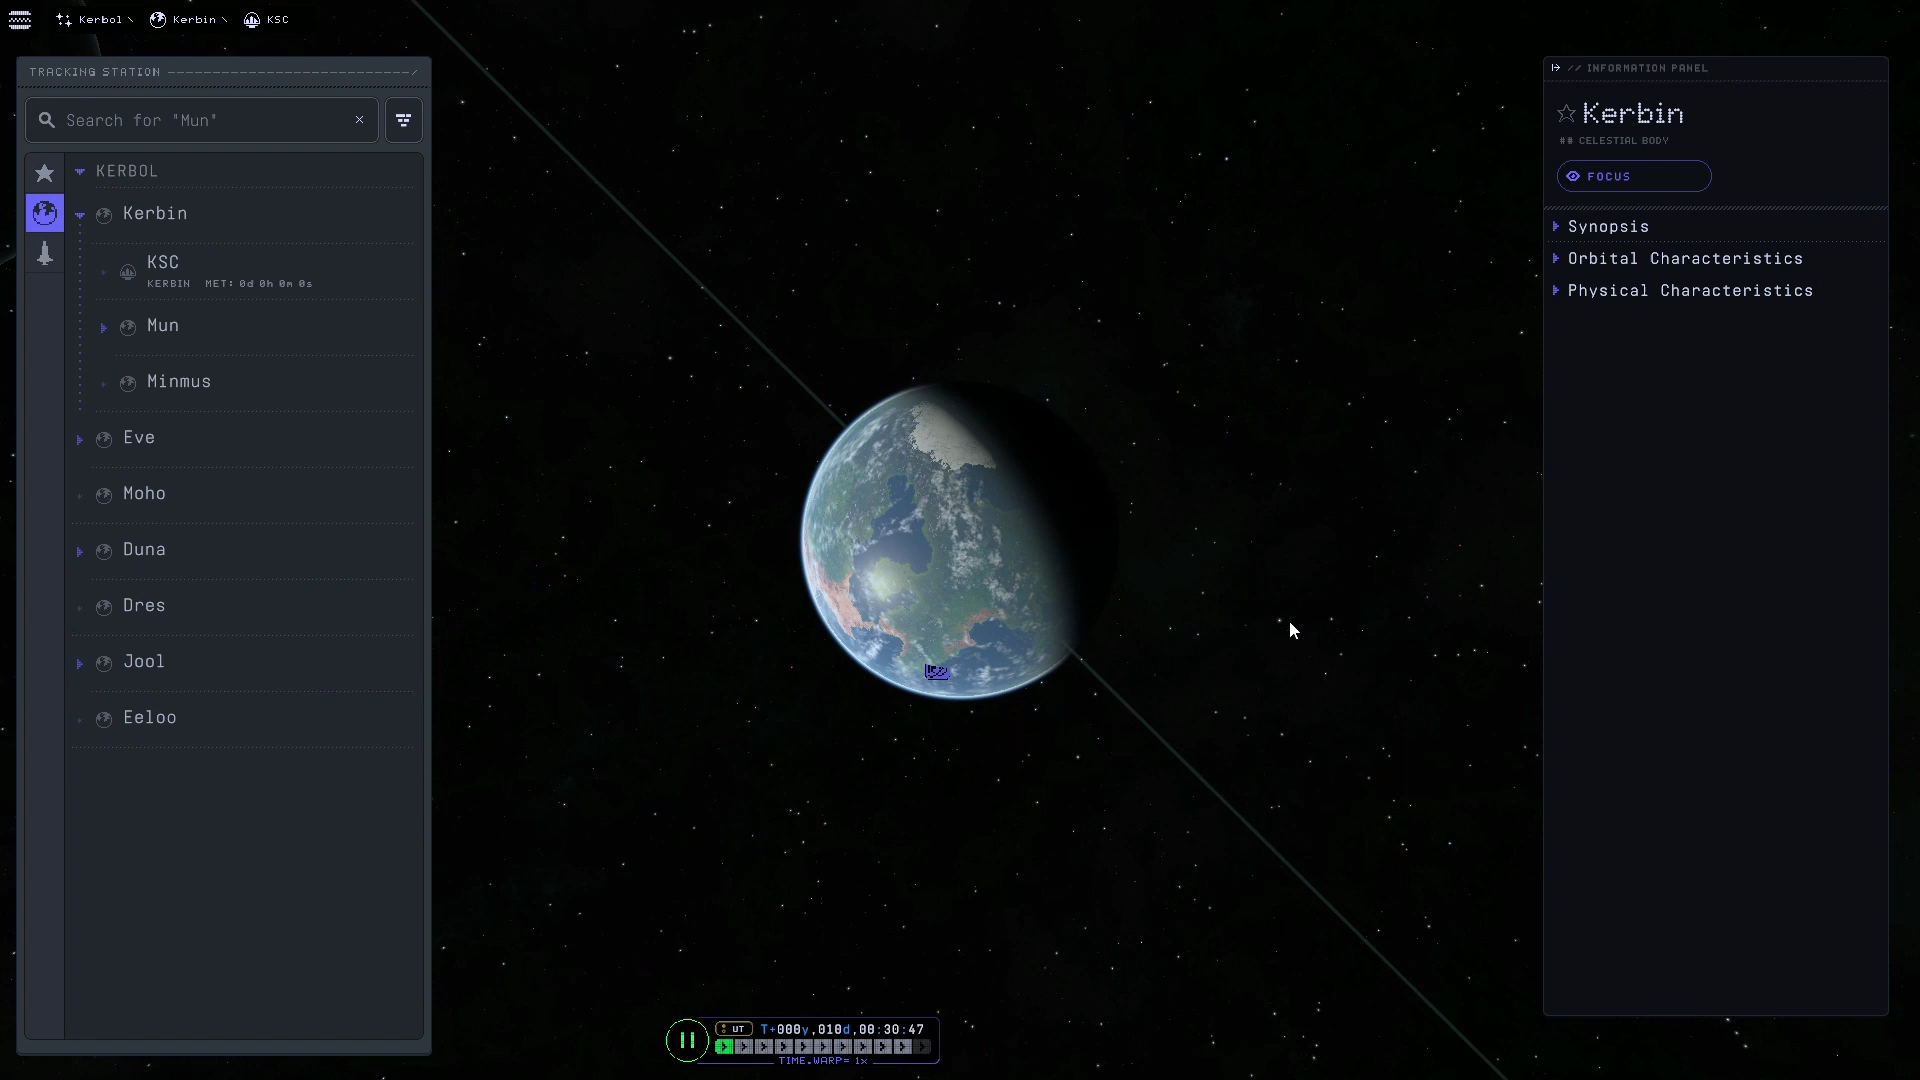 Kerbol \ Kerbin \ KSC
TRACKING STATION
Search for "Mun"
KERBOL
Kerbin
KSC
KERBIN MET: 0d 0h 0m 0s
Mun
Minmus
Eve
Moho
Duna
Dres
Jool
Eeloo
UT T+000y,010d,00:30:47
TIME.WARP= 1x
// INFORMATION PANEL
Kerbin
## CELESTIAL BODY
FOCUS
Synopsis
Orbital Characteristics
Physical Characteristics